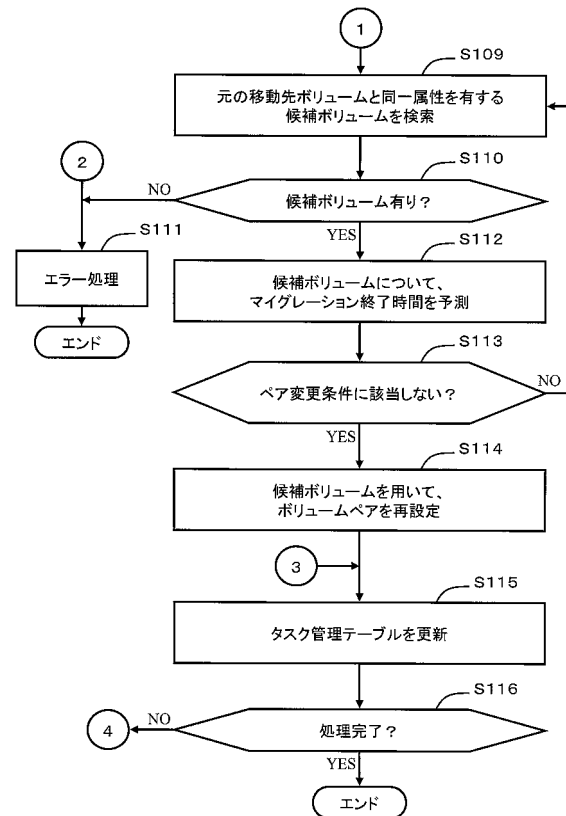 1
S109
元の移動先ボリュームと同一属性を有する
候補ボリュームを検索
S110
2
NO
候補ボリューム有り？
YES
S111
S112
エラー処理
候補ボリュームについて、
マイグレーション終了時間を予測
エンド
S113
ペア変更条件に該当しない？
NO
YES
S114
候補ボリュームを用いて、
ボリュームペアを再設定
3
S115
タスク管理テーブルを更新
S116
4
NO
処理完了？
YES
エンド